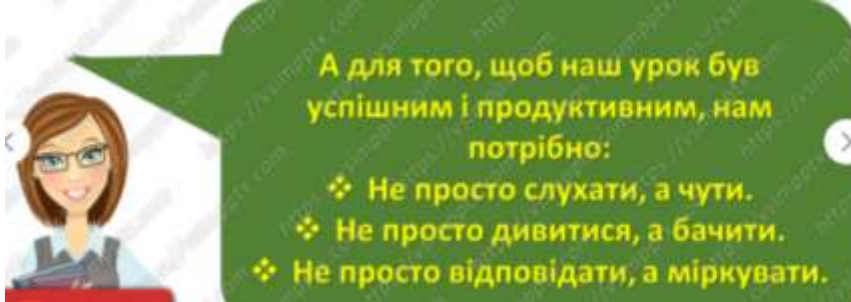 А для того, щоб наш урок був
успішним і продуктивним, нам
потрібно:
❖ Не просто слухати, а чути.
❖ Не просто дивитися, а бачити.
❖ Не просто відповідати, а міркувати.